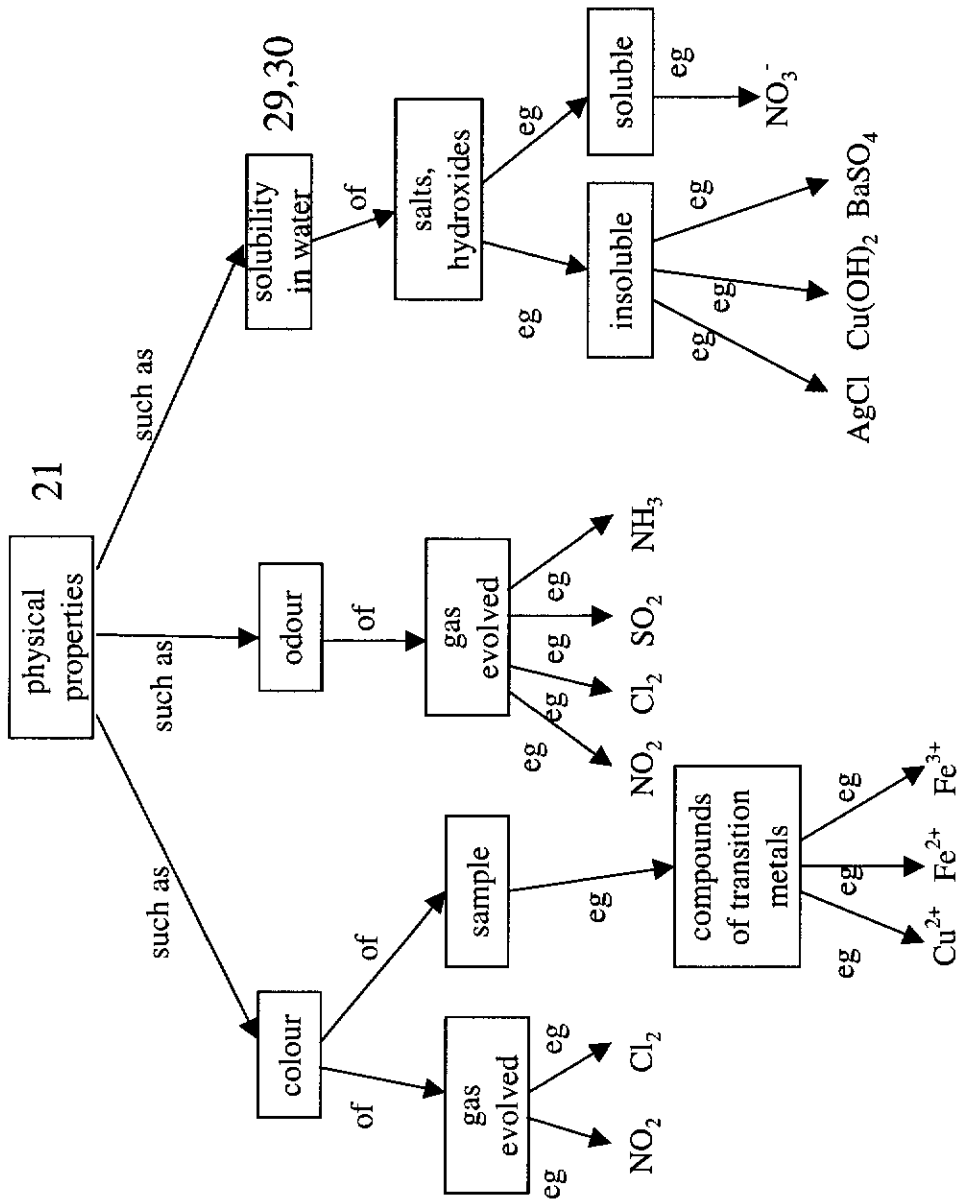 physical
properties
21
such as
such as
such as
colour
odour
solubility
in water
29,30
of
of
of
of
gas
evolved
sample
gas
evolved
salts,
hydroxides
eg
eg
eg
eg
eg
eg
eg
eg
eg
NO₂
Cl₂
compounds
of transition
metals
NO₂
Cl₂
SO₂
NH₃
insoluble
soluble
eg
eg
eg
eg
eg
eg
eg
Cu²⁺
Fe²⁺
Fe³⁺
AgCl
Cu(OH)₂
BaSO₄
NO₃⁻